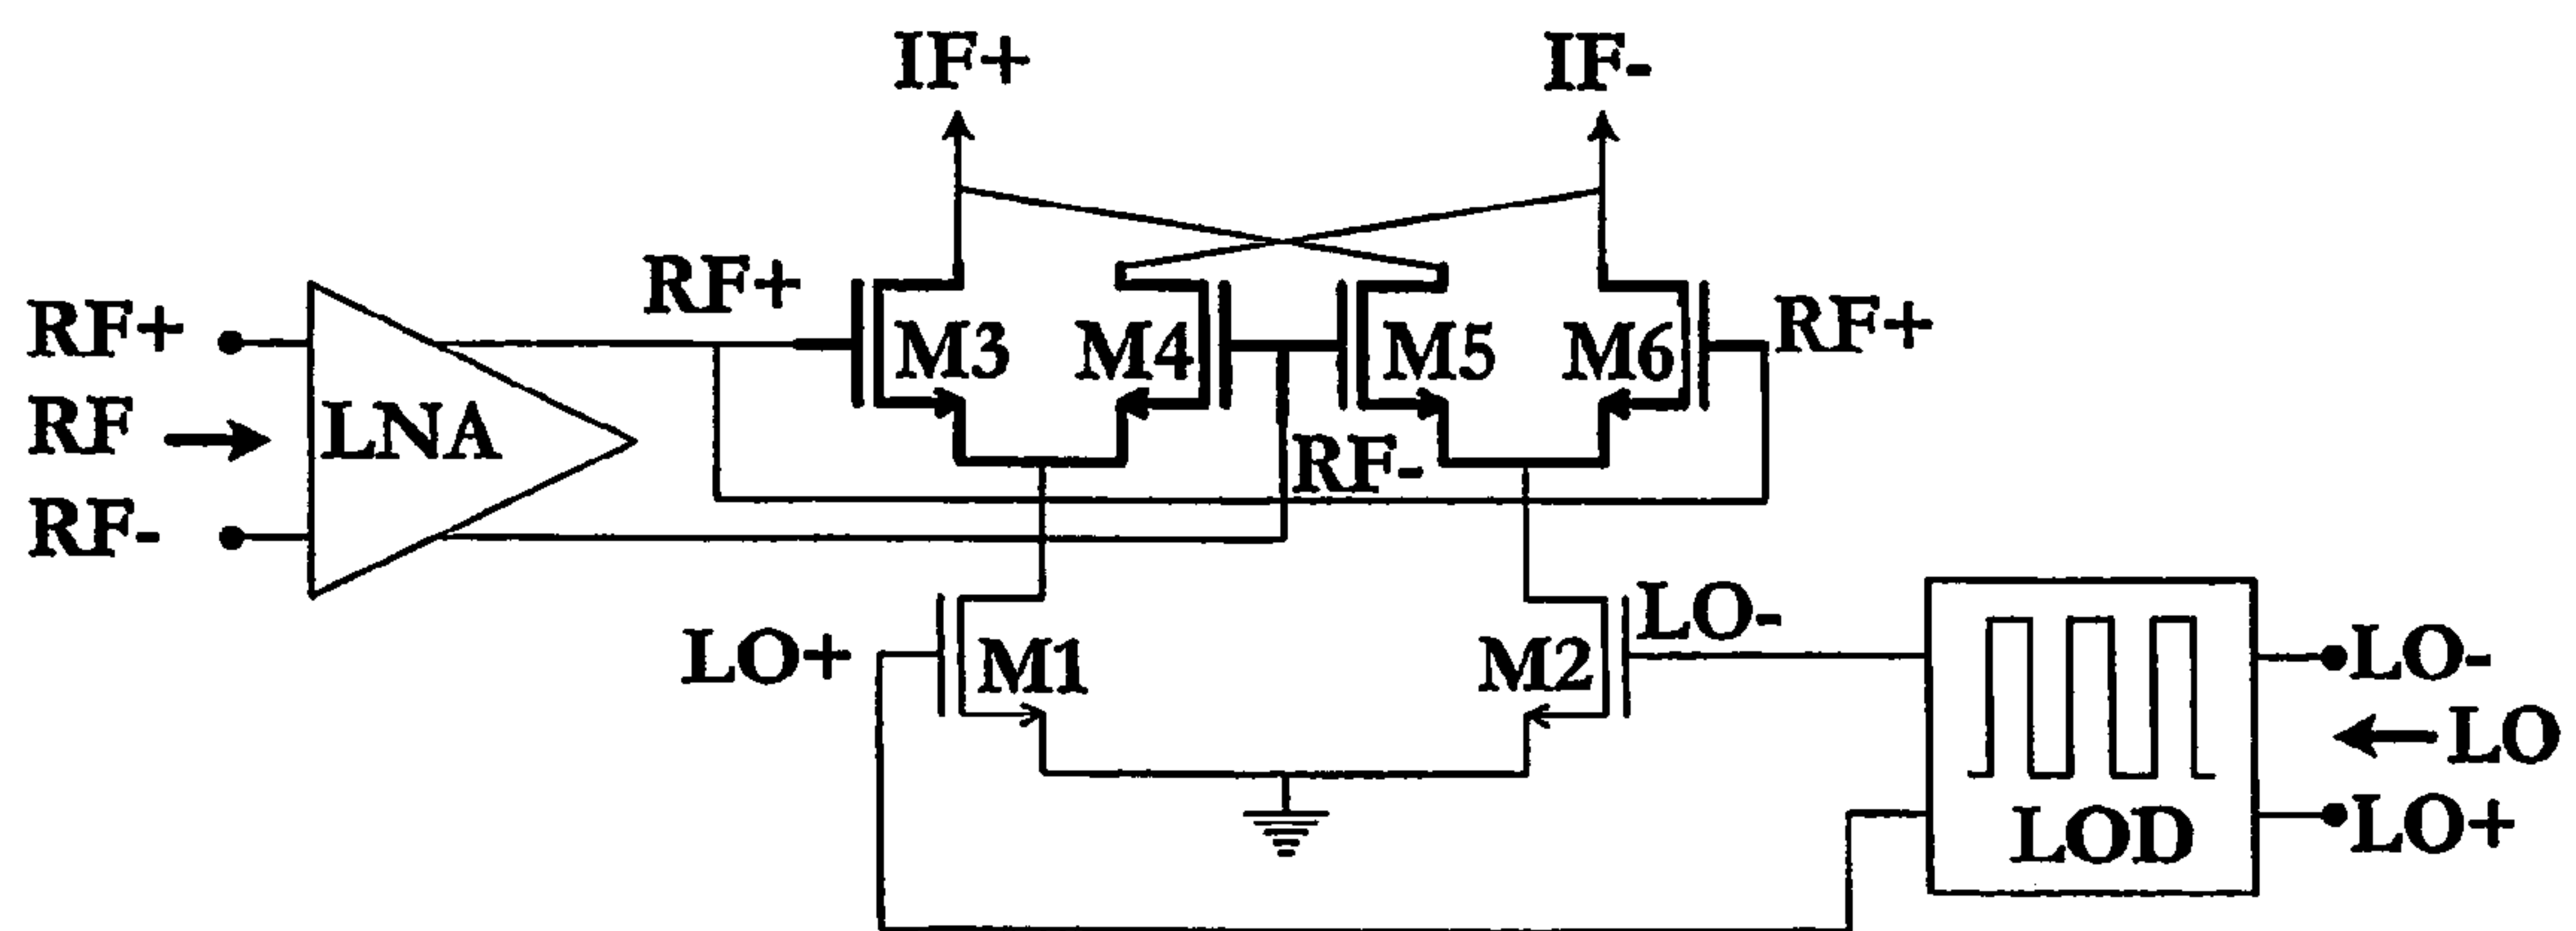 IF+ IF-
RF+
RF+
RF+
M3 M4 M5 M6
RF
LNA
RF-
RF-
LO+
M1
M2
LO-
LO-
LO
LOD
LO+